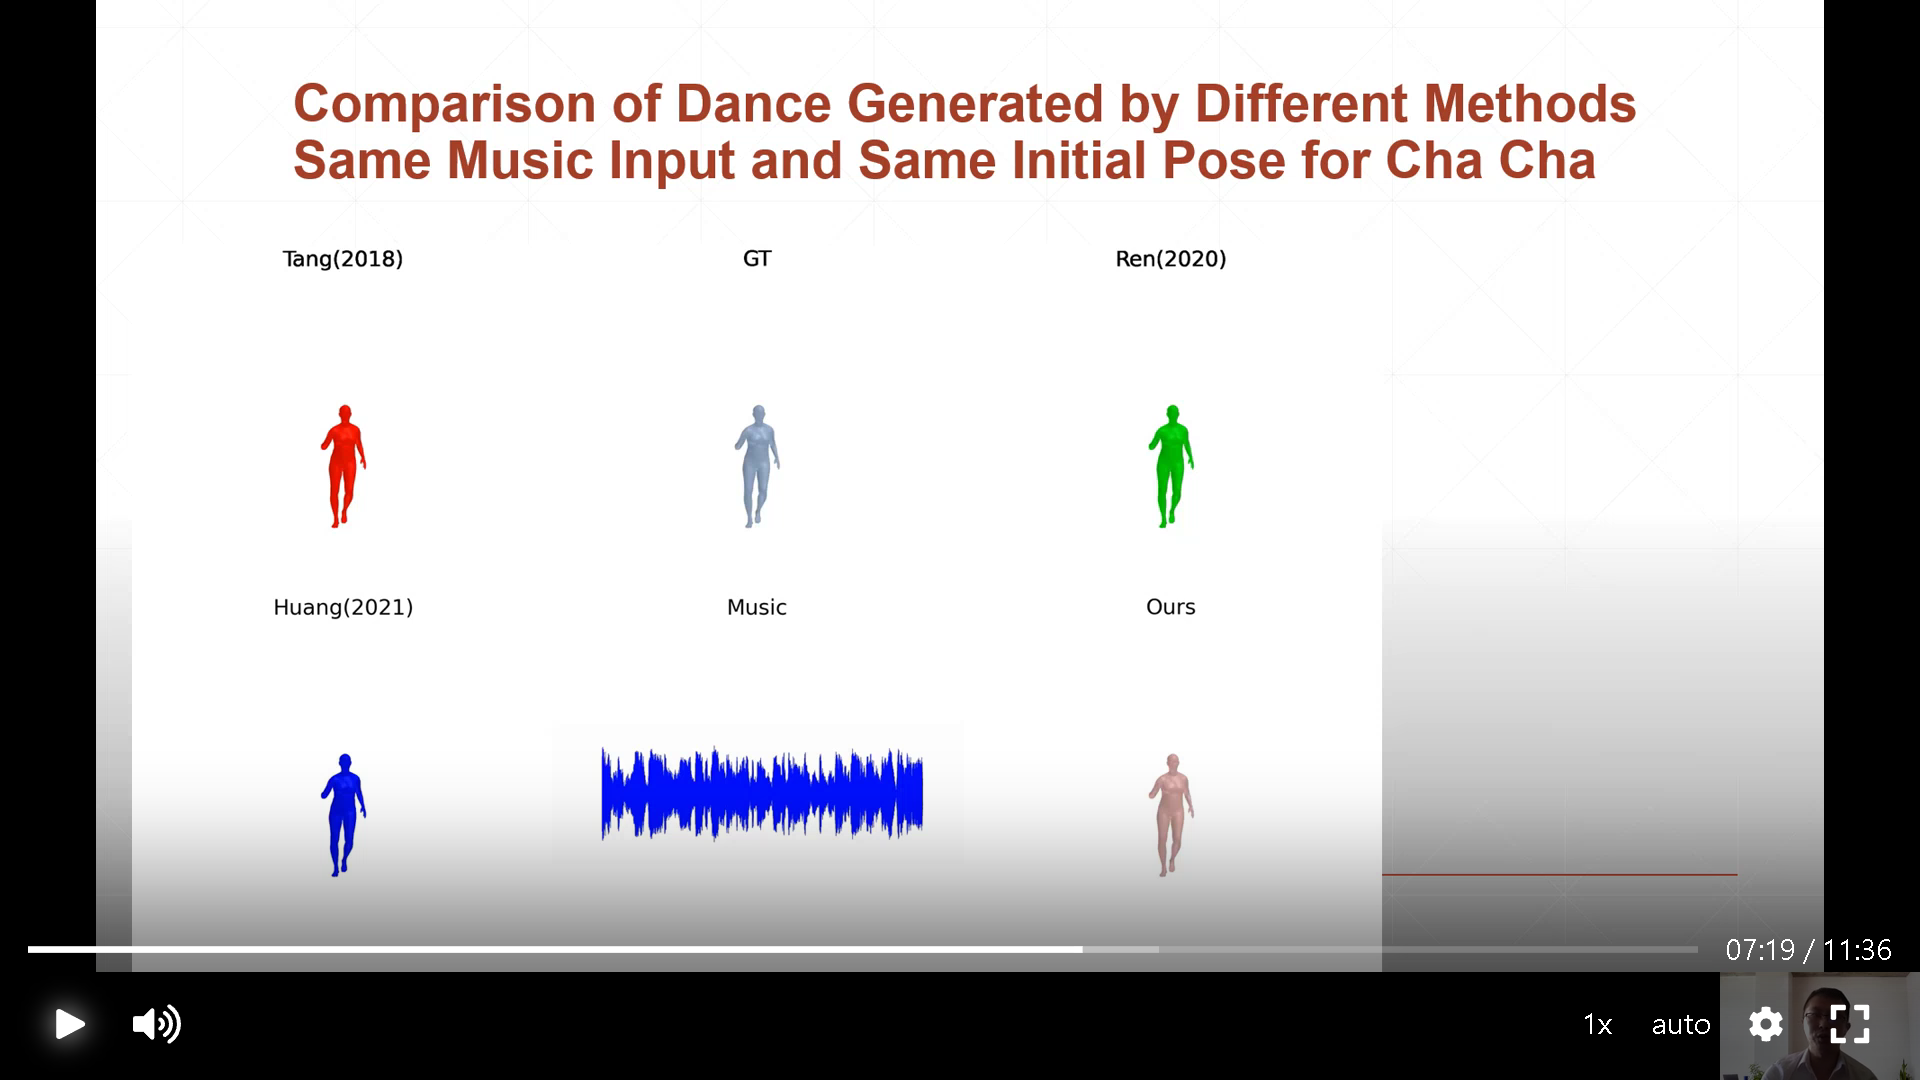 Comparison of Dance Generated by Different Methods
Same Music Input and Same Initial Pose for Cha Cha
Tang(2018)
GT
Ren(2020)
Huang(2021)
Music
Ours
07:19 / 11:36
1x
auto